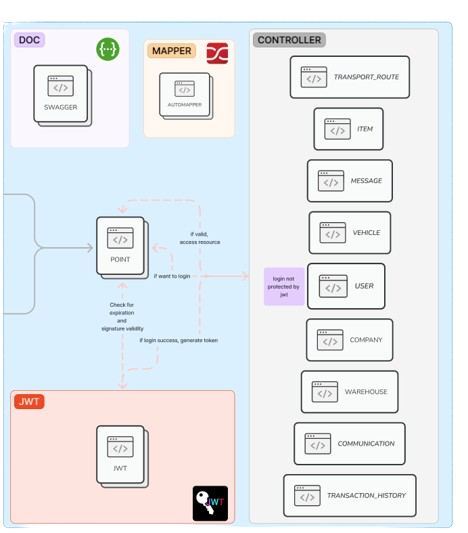 DOC
SWAGGER
MAPPER
AUTOMAPPER
CONTROLLER
TRANSPORT_ROUTE
ITEM
MESSAGE
VEHICLE
USER
COMPANY
WAREHOUSE
COMMUNICATION
TRANSACTION_HISTORY
if valid,
access resource
POINT
if want to login
login not
protected by
jwt
Check for
expiration
and
signature validity
if login success, generate token
JWT
JWT
JWT